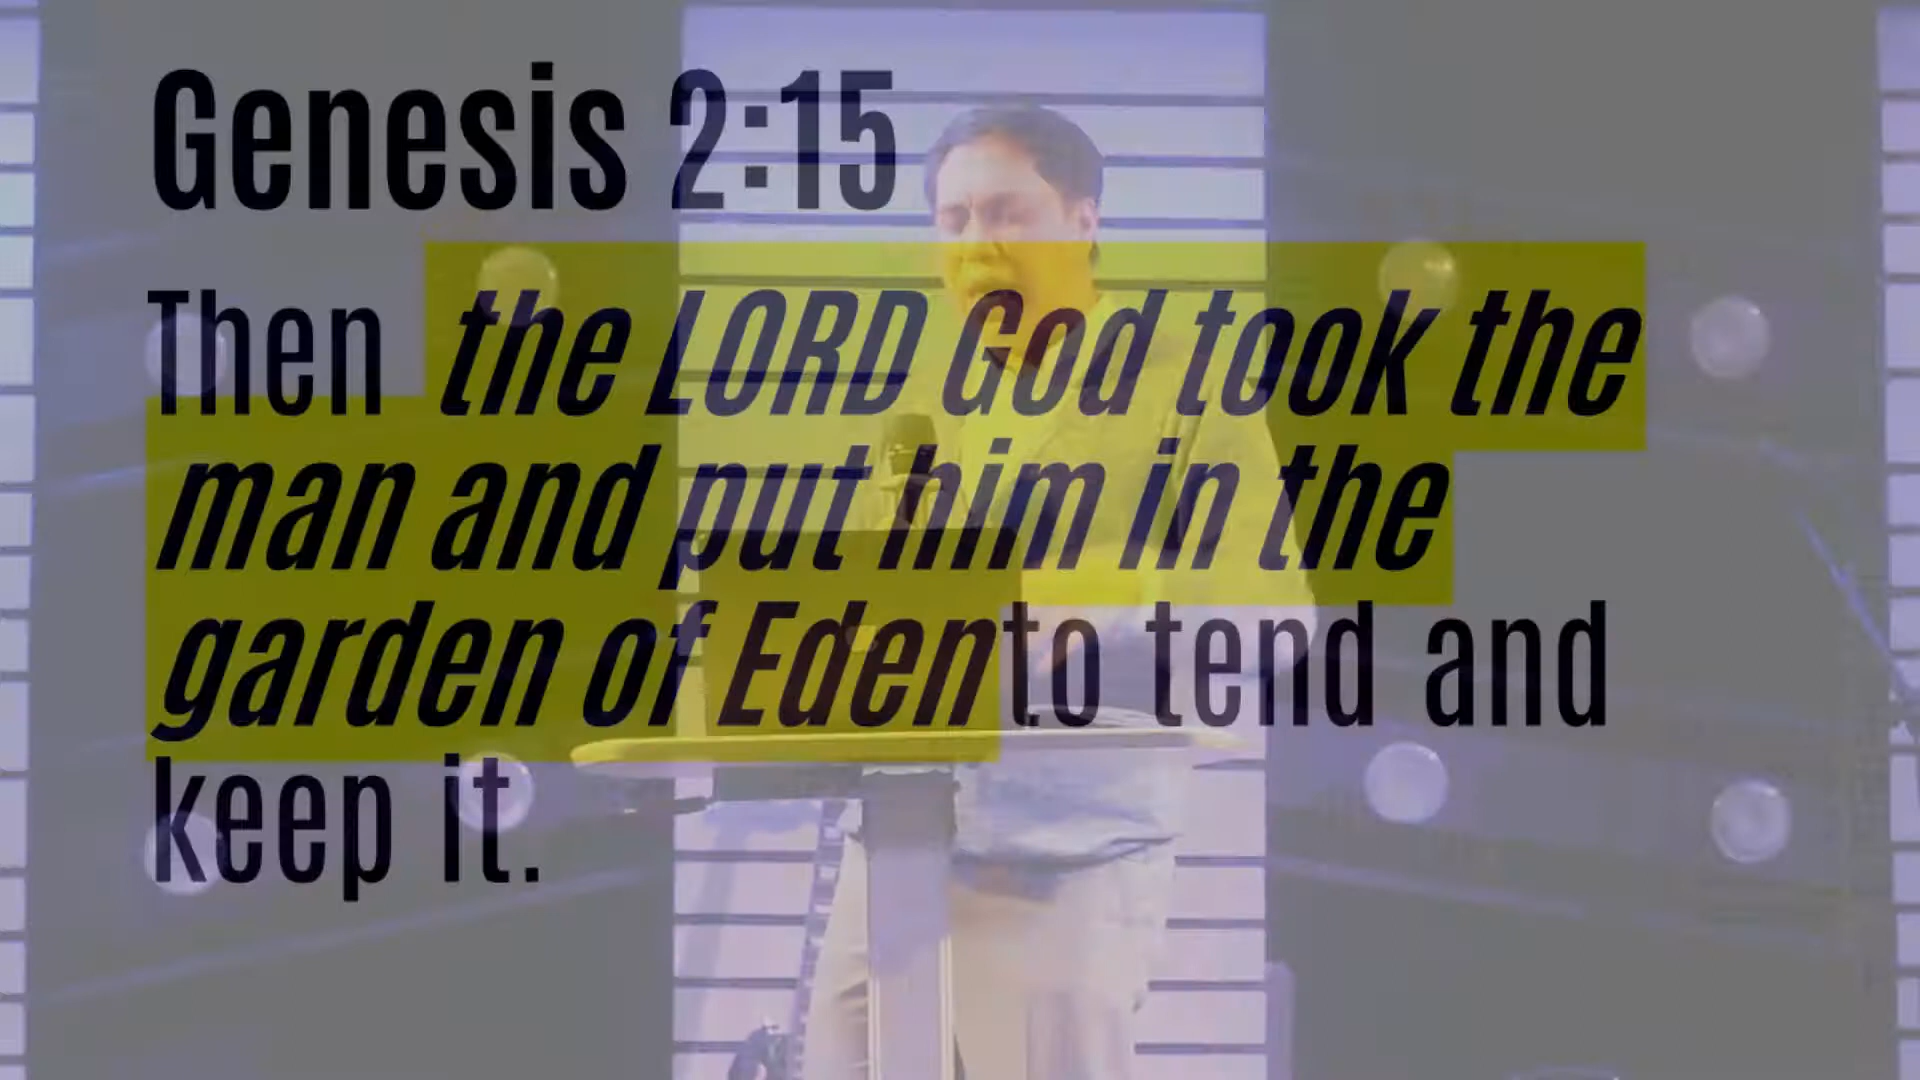 Genesis 2:15
Then the LORD God took the
man and put him in the
garden of Eden to tend and
keep it.